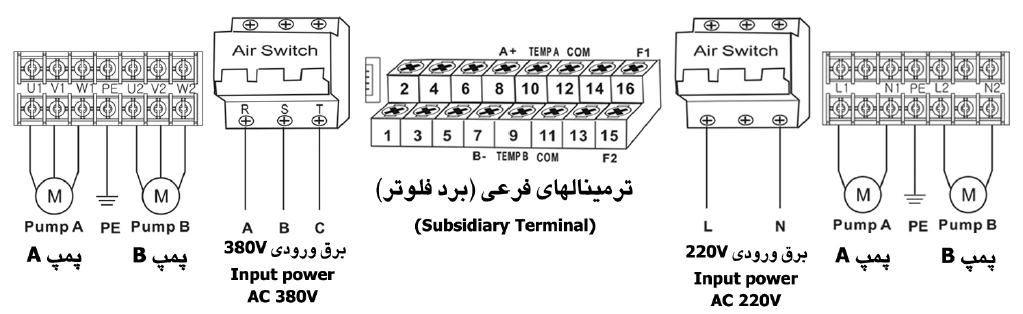 Air Switch
R S T
A B C
برق ورودی 380V
Input power
AC 380V
U1 V1 W1 PE U2 V2 W2
M M
Pump A PE Pump B
پمپ A پمپ B
A+ TEMPA COM F1
2 4 6 8 10 12 14 16
1 3 5 7 9 11 13 15
B- TEMPB COM F2
ترمینالهای فرعی (برد فلوتر)
(Subsidiary Terminal)
Air Switch
L N
برق ورودی 220V
Input power
AC 220V
L1 N1 PE L2 N2
M M
Pump A PE Pump B
پمپ A پمپ B